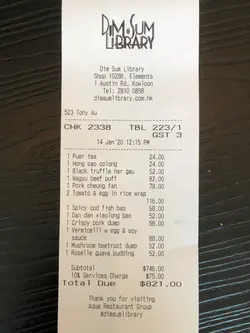 DIM SUM
LIBRARY
Dim Sum Library
Shop 1028B, Elements
1 Austin Rd, Kowloon
Tel: 2810 0898
dimsumlibrary.com.hk
523 Tony Au
CHK 2338 TBL 223/1
GST 3
14 Jan'20 12:15 PM
1 Puer tea 24.00
1 Hong pao oolong 24.00
1 Black truffle har gau 52.00
1 Wagyu beef puff 82.00
1 Pork cheung fan 78.00
2 Tomato & egg in rice wrap
116.00
1 Spicy cod fish bao 68.00
1 Dan dan xiaolong bao 52.00
1 Crispy pork dump 58.00
1 Vermicelli w egg & soy
sauce 88.00
1 Mushroom beetroot dump 52.00
1 Roselle guava budding 52.00
Subtotal $746.00
10% Services Charge $75.00
Total Due $821.00
Thank you for visiting
Aqua Restaurant Group
@dimsumlibrary